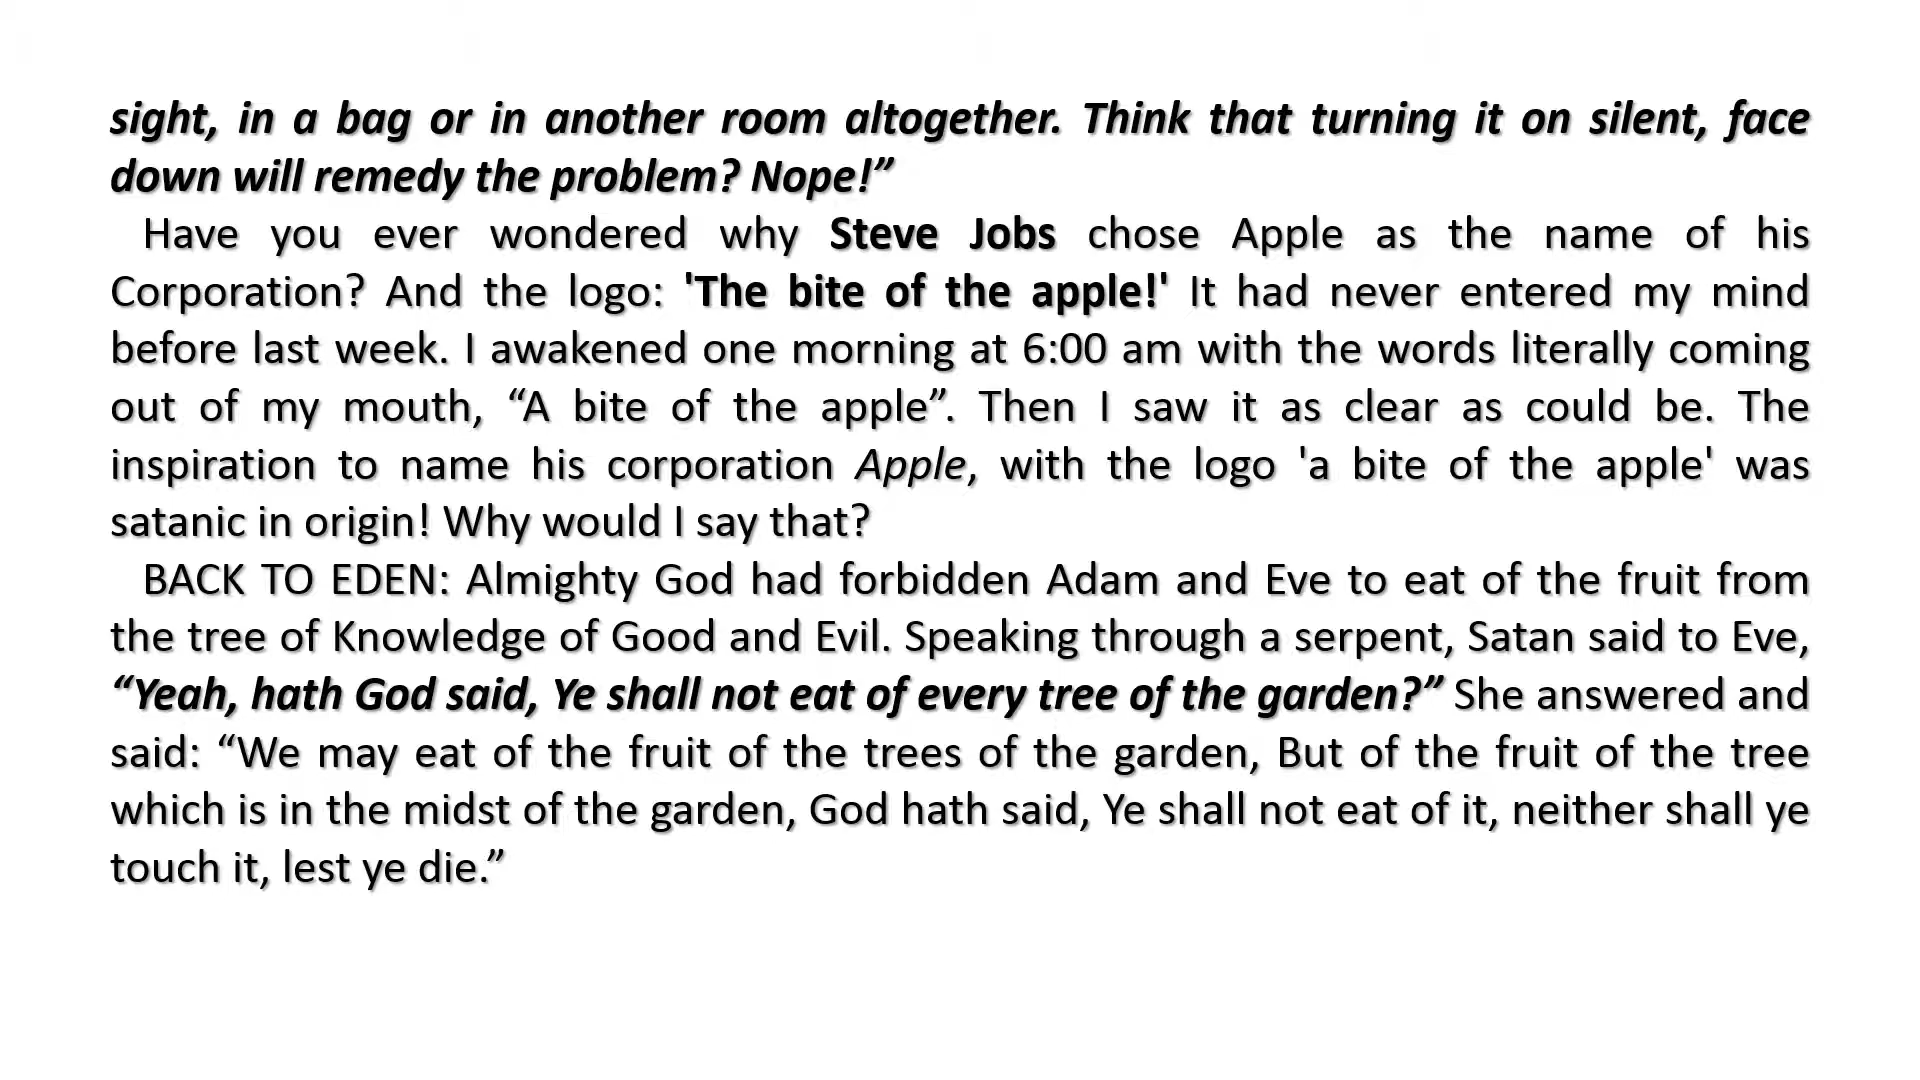 sight, in a bag or in another room altogether. Think that turning it on silent, face
down will remedy the problem? Nope!”
Have you ever wondered why Steve Jobs chose Apple as the name of his
Corporation? And the logo: 'The bite of the apple!' It had never entered my mind
before last week. I awakened one morning at 6:00 am with the words literally coming
out of my mouth, “A bite of the apple”. Then I saw it as clear as could be. The
inspiration to name his corporation Apple, with the logo 'a bite of the apple' was
satanic in origin! Why would I say that?
BACK TO EDEN: Almighty God had forbidden Adam and Eve to eat of the fruit from
the tree of Knowledge of Good and Evil. Speaking through a serpent, Satan said to Eve,
“Yeah, hath God said, Ye shall not eat of every tree of the garden?” She answered and
said: “We may eat of the fruit of the trees of the garden, But of the fruit of the tree
which is in the midst of the garden, God hath said, Ye shall not eat of it, neither shall ye
touch it, lest ye die.”